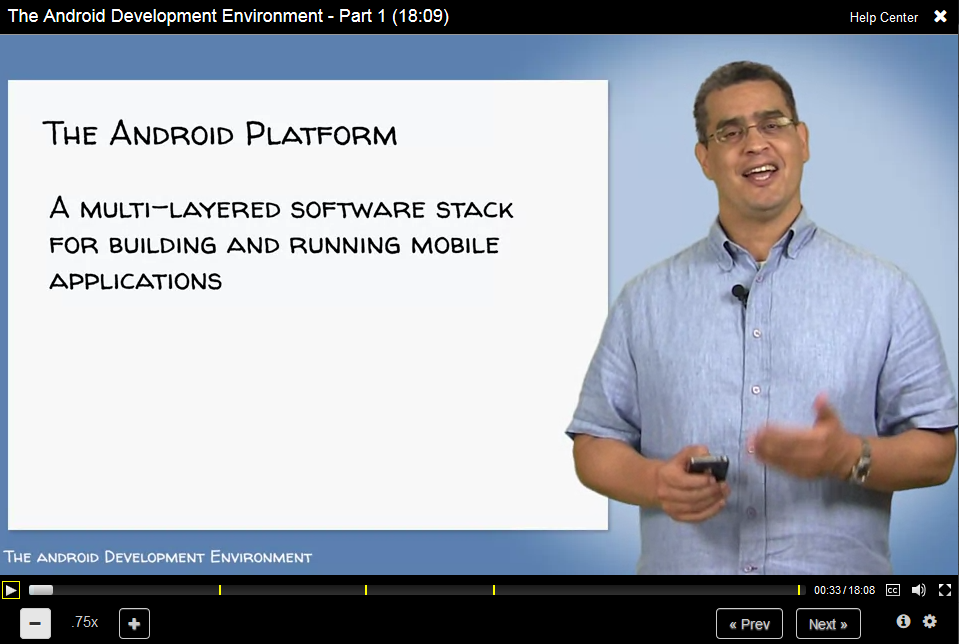 The Android Development Environment - Part 1 (18:09)
Help Center
The Android Platform
A multi-layered software stack
for building and running mobile
applications
The android Development Environment
00:33/18:08
CC
.75x
« Prev
Next »